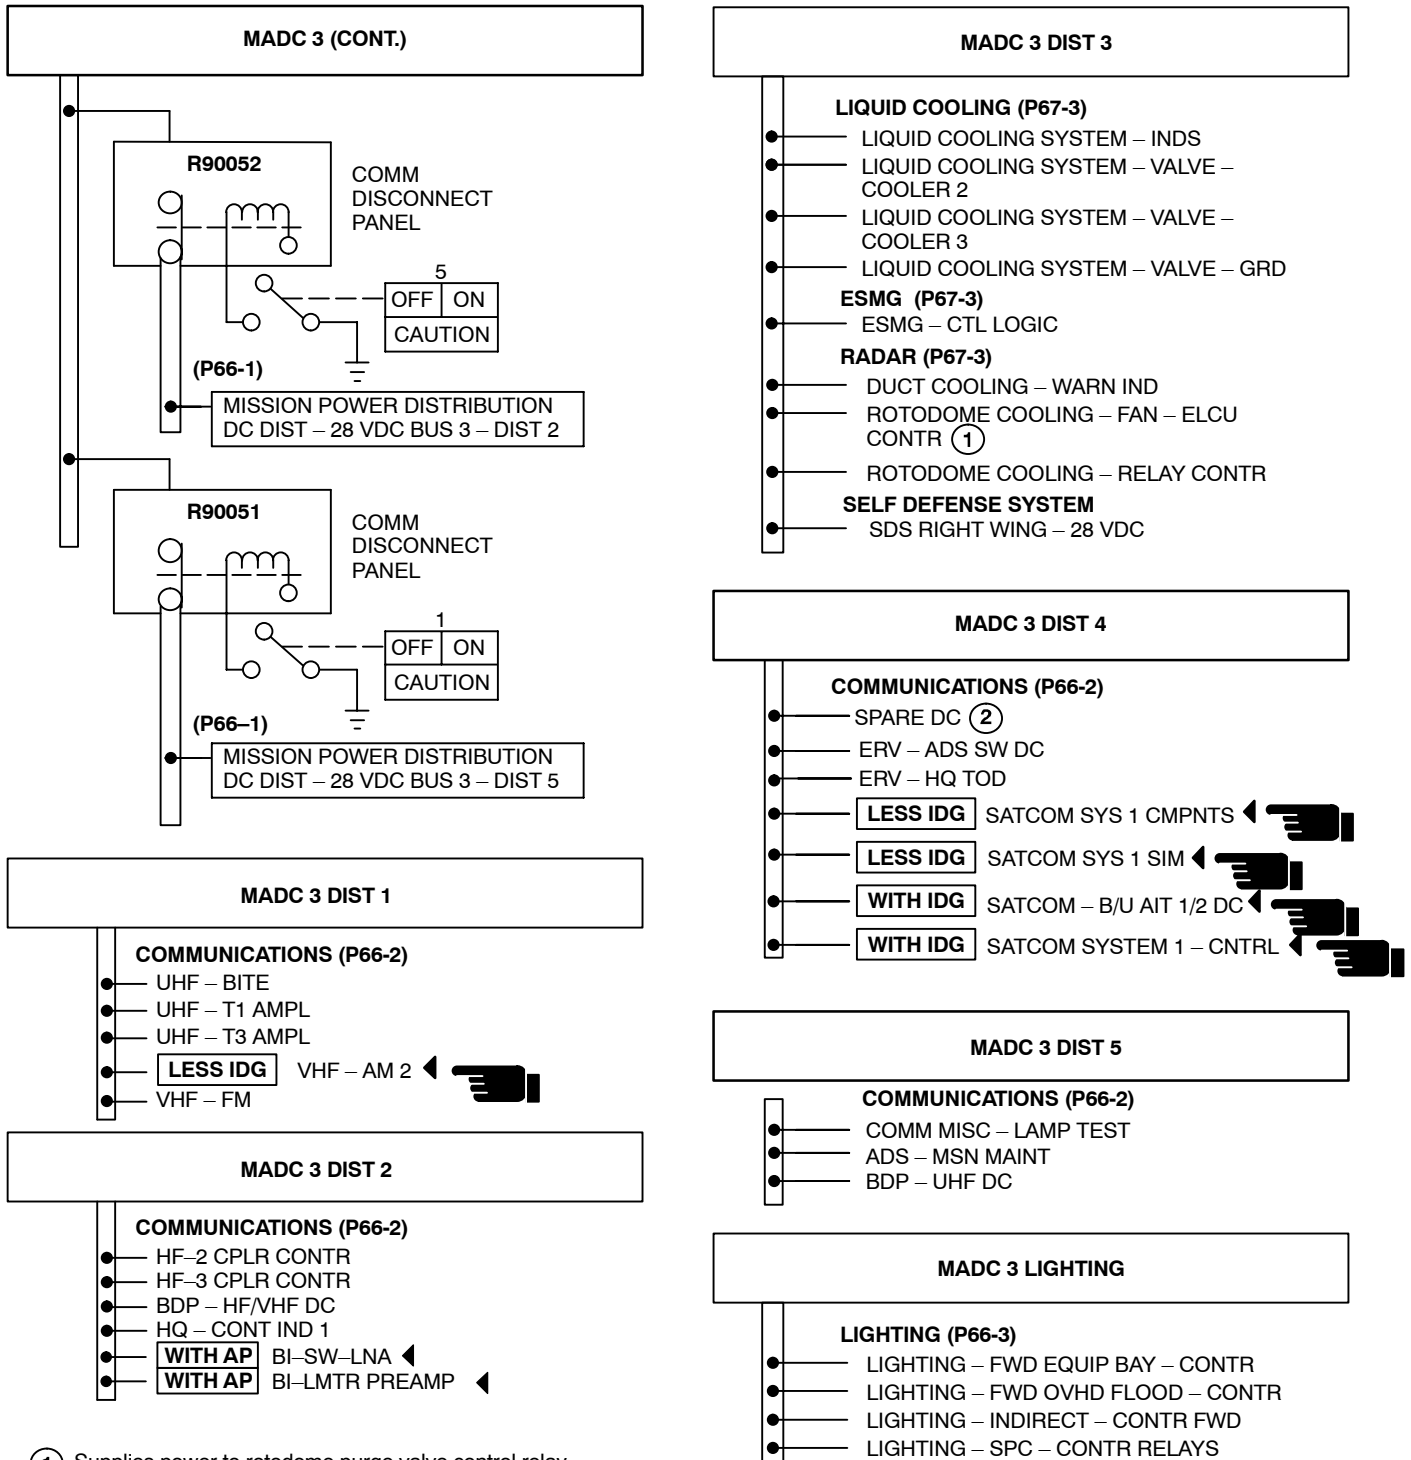 MADC 3 (CONT.)
R90052
COMM
DISCONNECT
PANEL
5
OFF ON
CAUTION
(P66-1)
MISSION POWER DISTRIBUTION
DC DIST – 28 VDC BUS 3 – DIST 2
R90051
COMM
DISCONNECT
PANEL
1
OFF ON
CAUTION
(P66–1)
MISSION POWER DISTRIBUTION
DC DIST – 28 VDC BUS 3 – DIST 5
MADC 3 DIST 1
COMMUNICATIONS (P66-2)
UHF – BITE
UHF – T1 AMPL
UHF – T3 AMPL
LESS IDG VHF – AM 2
VHF – FM
MADC 3 DIST 2
COMMUNICATIONS (P66-2)
HF–2 CPLR CONTR
HF–3 CPLR CONTR
BDP – HF/VHF DC
HQ – CONT IND 1
WITH AP BI–SW–LNA
WITH AP BI–LMTR PREAMP
1 Supplies power to rotodome purge valve control relay
MADC 3 DIST 3
LIQUID COOLING (P67-3)
LIQUID COOLING SYSTEM – INDS
LIQUID COOLING SYSTEM – VALVE –
COOLER 2
LIQUID COOLING SYSTEM – VALVE –
COOLER 3
LIQUID COOLING SYSTEM – VALVE – GRD
ESMG (P67-3)
ESMG – CTL LOGIC
RADAR (P67-3)
DUCT COOLING – WARN IND
ROTODOME COOLING – FAN – ELCU
CONTR 1
ROTODOME COOLING – RELAY CONTR
SELF DEFENSE SYSTEM
SDS RIGHT WING – 28 VDC
MADC 3 DIST 4
COMMUNICATIONS (P66-2)
SPARE DC 2
ERV – ADS SW DC
ERV – HQ TOD
LESS IDG SATCOM SYS 1 CMPNTS
LESS IDG SATCOM SYS 1 SIM
WITH IDG SATCOM – B/U AIT 1/2 DC
WITH IDG SATCOM SYSTEM 1 – CNTRL
MADC 3 DIST 5
COMMUNICATIONS (P66-2)
COMM MISC – LAMP TEST
ADS – MSN MAINT
BDP – UHF DC
MADC 3 LIGHTING
LIGHTING (P66-3)
LIGHTING – FWD EQUIP BAY – CONTR
LIGHTING – FWD OVHD FLOOD – CONTR
LIGHTING – INDIRECT – CONTR FWD
LIGHTING – SPC – CONTR RELAYS